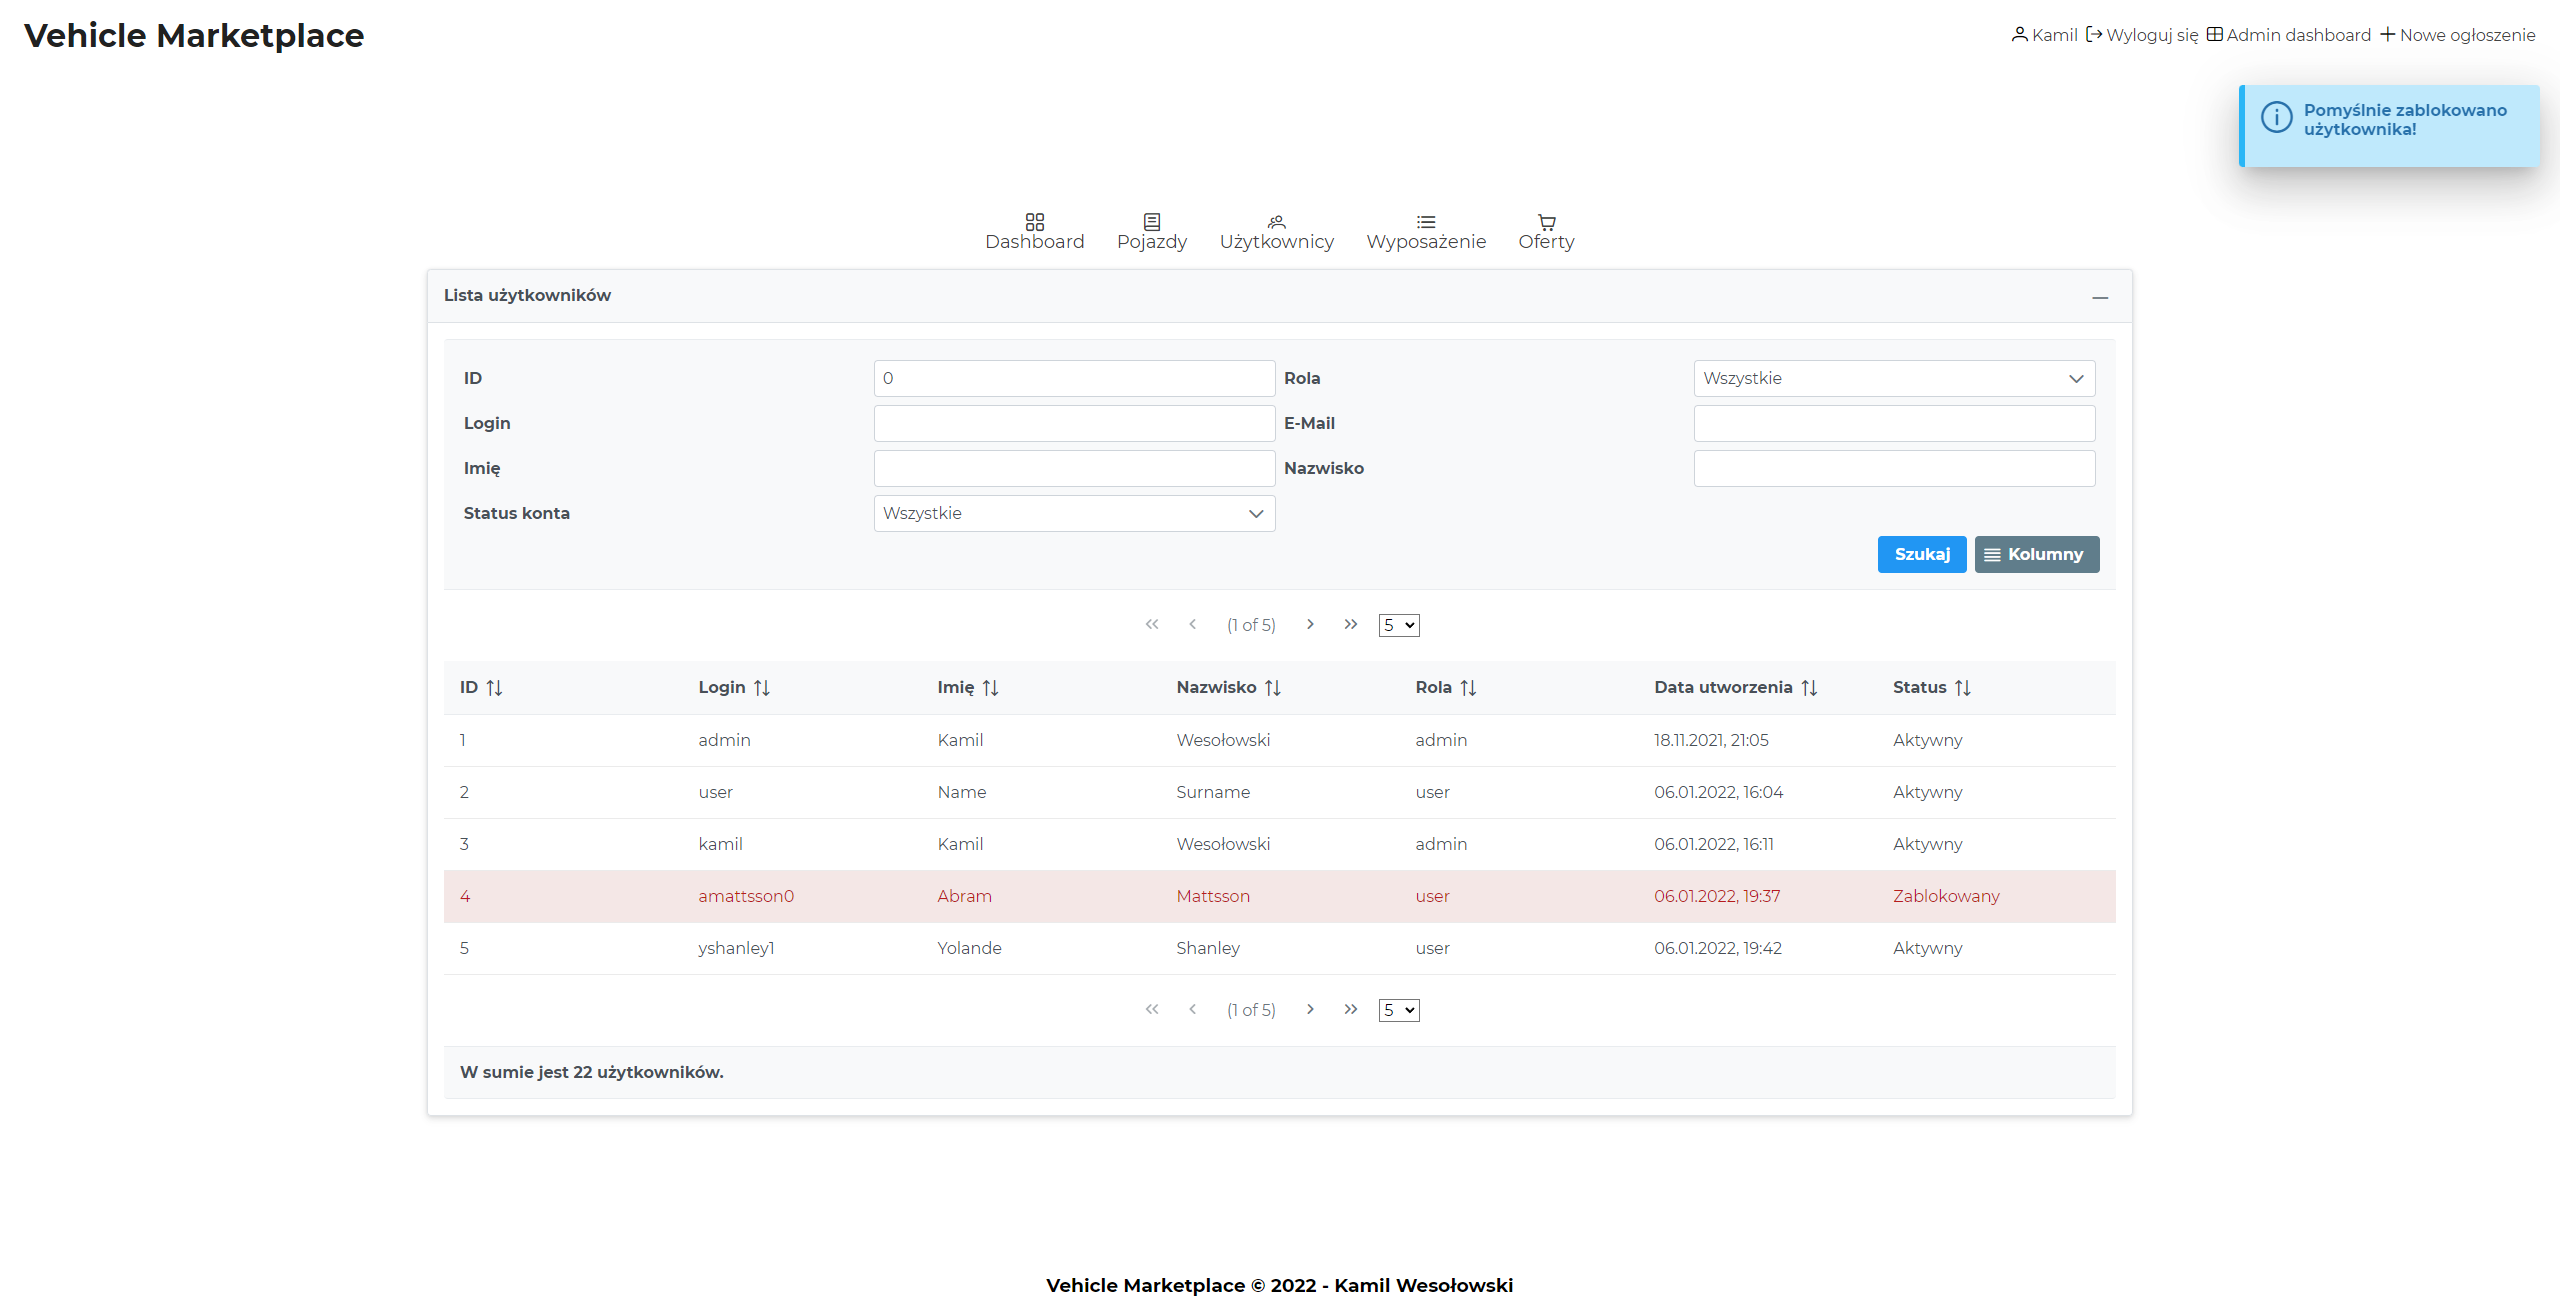 Vehicle Marketplace
Kamil Wyloguj się Admin dashboard Nowe ogłoszenie
Pomyślnie zablokowano
użytkownika!
Dashboard Pojazdy Użytkownicy Wyposażenie Oferty
Lista użytkowników
ID 0 Rola Wszystkie
Login E-Mail
Imię Nazwisko
Status konta Wszystkie
Szukaj Kolumny
(1 of 5) 5
ID Login Imię Nazwisko Rola Data utworzenia Status
1 admin Kamil Wesołowski admin 18.11.2021, 21:05 Aktywny
2 user Name Surname user 06.01.2022, 16:04 Aktywny
3 kamil Kamil Wesołowski admin 06.01.2022, 16:11 Aktywny
4 amattsson0 Abram Mattsson user 06.01.2022, 19:37 Zablokowany
5 yshanley1 Yolande Shanley user 06.01.2022, 19:42 Aktywny
(1 of 5) 5
W sumie jest 22 użytkowników.
Vehicle Marketplace © 2022 - Kamil Wesołowski